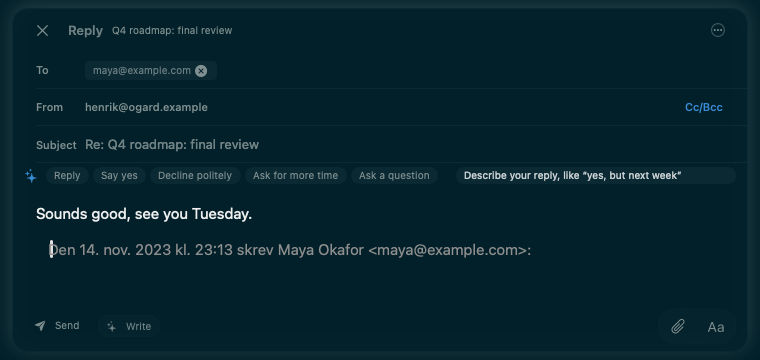 Reply Q4 roadmap: final review
To maya@example.com
From henrik@ogard.example Cc/Bcc
Subject Re: Q4 roadmap: final review
Reply Say yes Decline politely Ask for more time Ask a question Describe your reply, like “yes, but next week”
Sounds good, see you Tuesday.
Den 14. nov. 2023 kl. 23:13 skrev Maya Okafor <maya@example.com>:
Send Write Aa